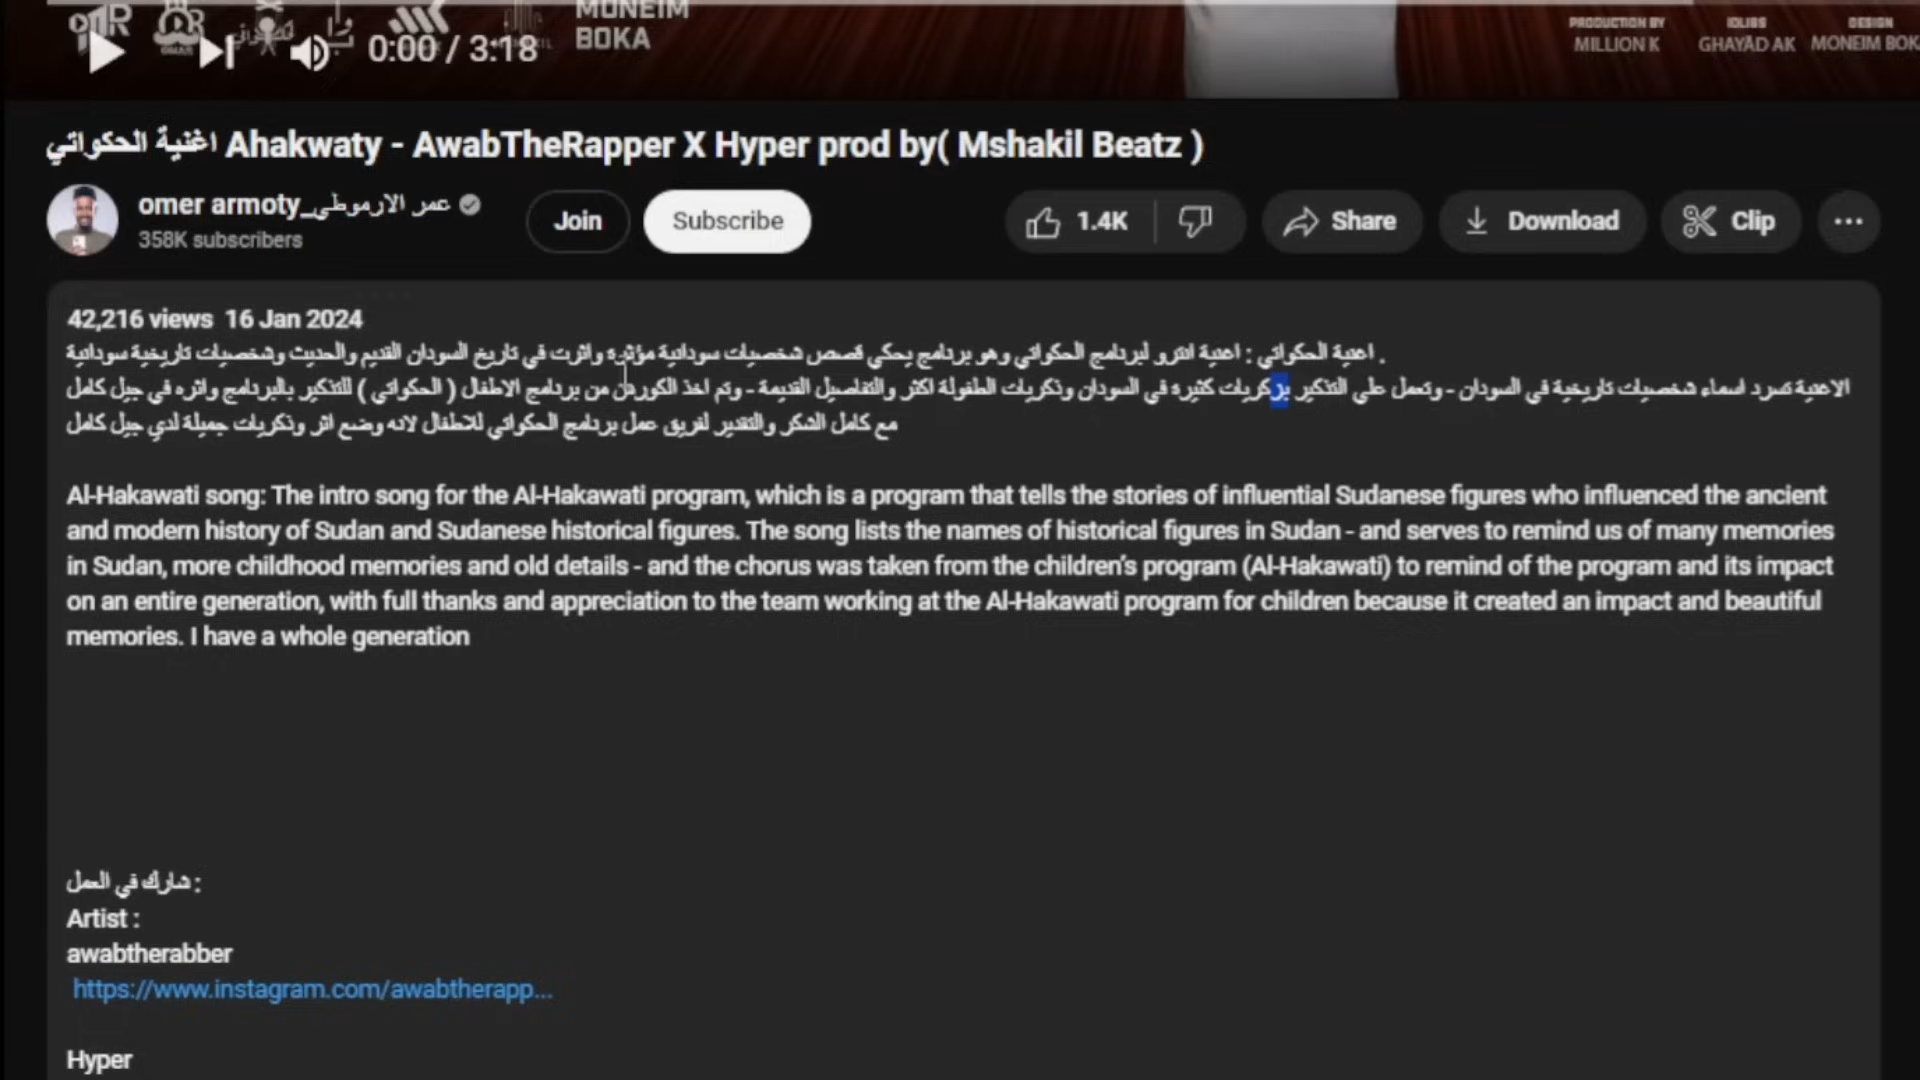 MONEIM
BOKA
PRODUCTION BY
MILLION K
GHAYAD AK
DESIGN
MONEIM BOK
0:00 / 3:18
اغنية الحكواتي Ahakwaty - AwabTheRapper X Hyper prod by( Mshakil Beatz )
omer armoty_عمر الارموطي
358K subscribers
Join
Subscribe
1.4K
Share
Download
Clip
42,216 views 16 Jan 2024
اغنية الحكواتي : اغنية انترو لبرنامج الحكواتي وهو برنامج يحكي قصص شخصيات سودانية مؤثرة واثرت في تاريخ السودان القديم والحديث وشخصيات تاريخية سودانية .
الاغنية تسرد اسماء شخصيات تاريخية في السودان - وتعمل علي التذكير بزكريات كثيره في السودان وذكريات الطفولة اكثر والتفاصيل القديمة - وتم اخذ الكورس من برنامج الاطفال ( الحكواتي ) للتذكير بالبرنامج واثره في جيل كامل
مع كامل الشكر والتقدير لفريق عمل برنامج الحكواتي للاطفال لانه وضع اثر وذكريات جميلة لدي جيل كامل
Al-Hakawati song: The intro song for the Al-Hakawati program, which is a program that tells the stories of influential Sudanese figures who influenced the ancient
and modern history of Sudan and Sudanese historical figures. The song lists the names of historical figures in Sudan - and serves to remind us of many memories
in Sudan, more childhood memories and old details - and the chorus was taken from the children’s program (Al-Hakawati) to remind of the program and its impact
on an entire generation, with full thanks and appreciation to the team working at the Al-Hakawati program for children because it created an impact and beautiful
memories. I have a whole generation
شارك في العمل :
Artist :
awabtherabber
https://www.instagram.com/awabtherapp...
Hyper